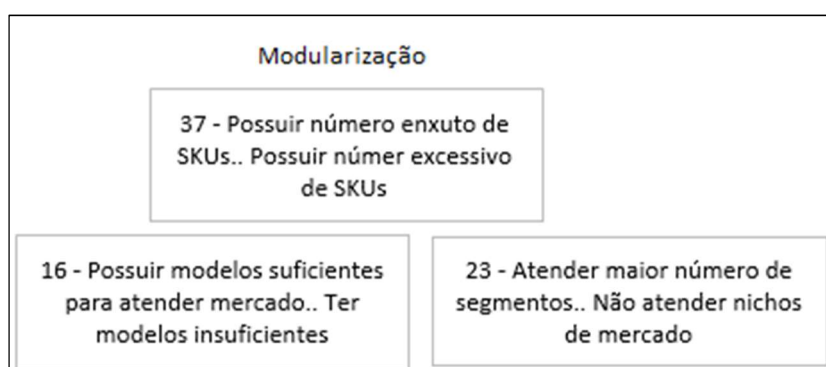 Modularização
37 - Possuir número enxuto de
SKUs.. Possuir númer excessivo
de SKUs
16 - Possuir modelos suficientes
para atender mercado.. Ter
modelos insuficientes
23 - Atender maior número de
segmentos.. Não atender nichos
de mercado